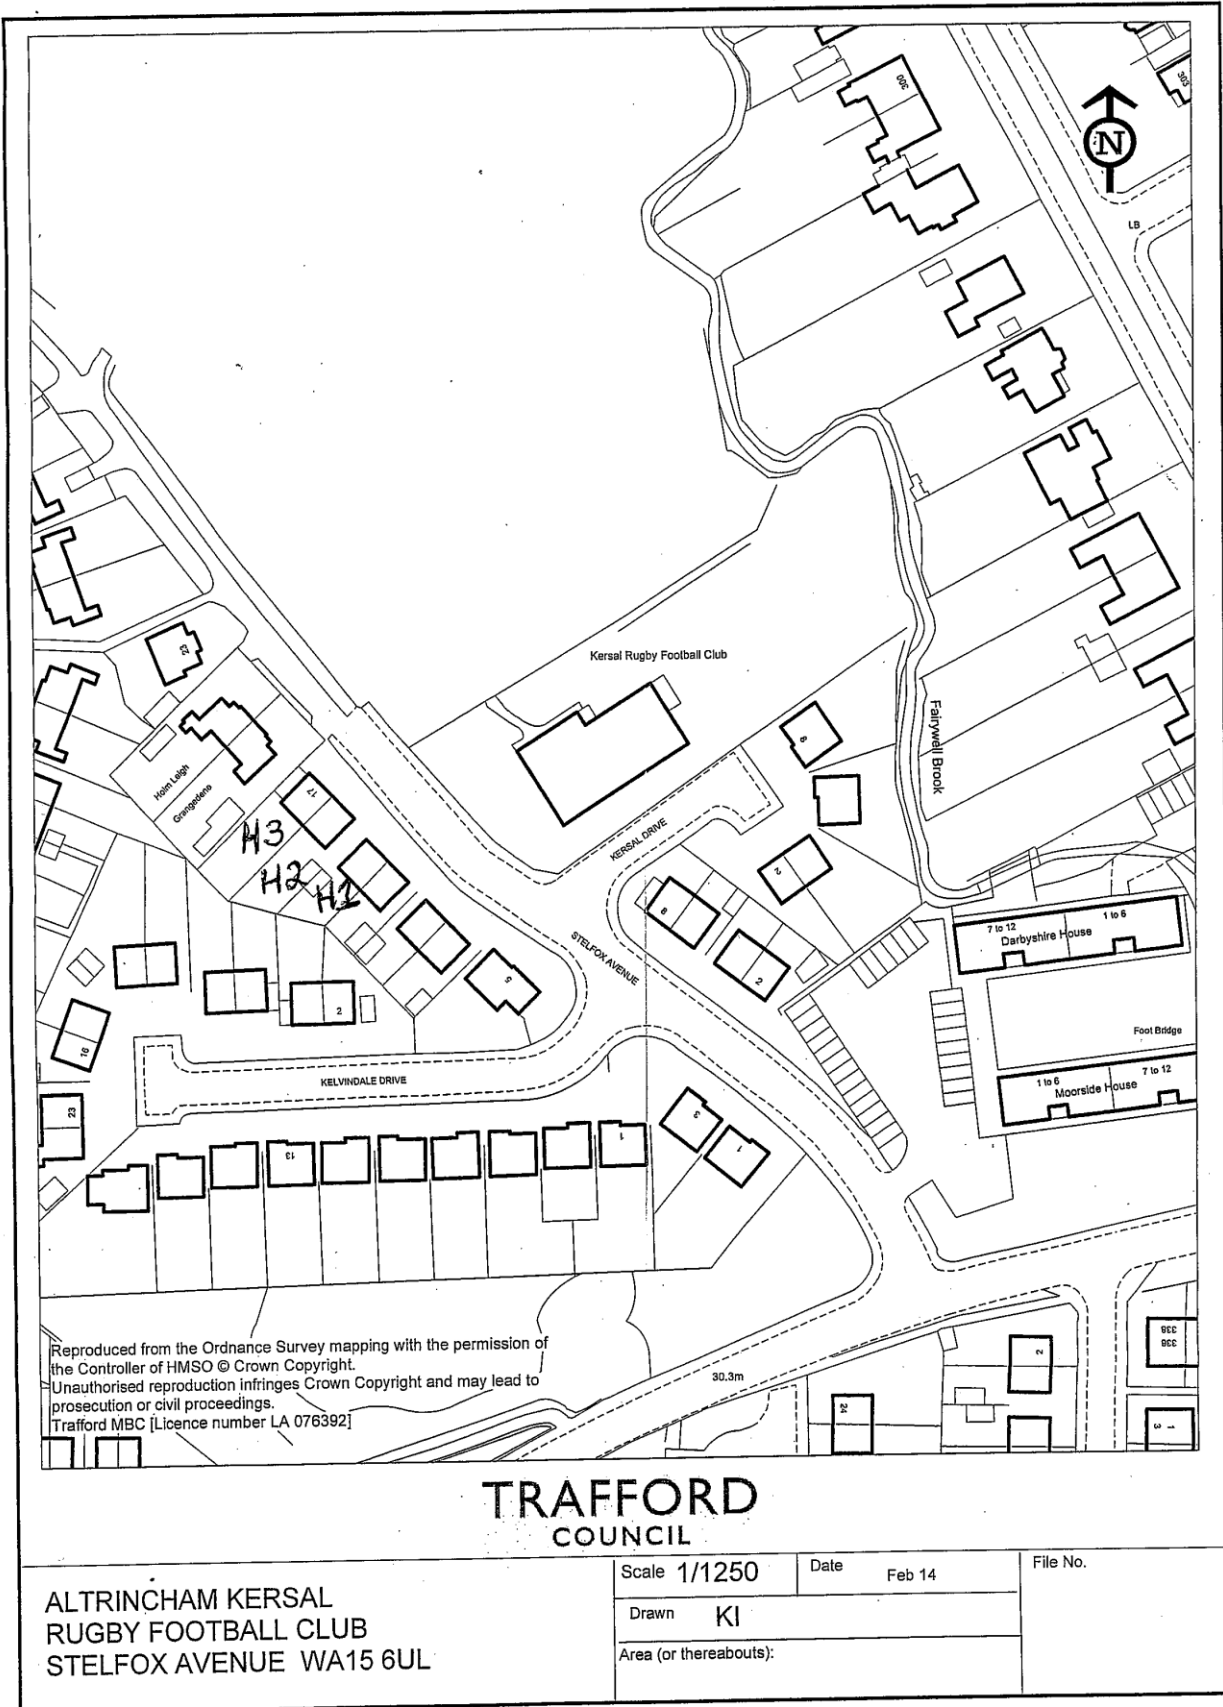 300
303
N
LB
Kersal Rugby Football Club
23
Holm Leigh
Grangedene
17
H3
H2
H1
8
KERSAL DRIVE
Fairywell Brook
2
8
STELFOX AVENUE
2
5
7 to 12
1 to 6
Darbyshire House
2
16
Foot Bridge
KELVINDALE DRIVE
1 to 6
7 to 12
Moorside House
23
3
1
1
13
Reproduced from the Ordnance Survey mapping with the permission of
the Controller of HMSO © Crown Copyright.
Unauthorised reproduction infringes Crown Copyright and may lead to
prosecution or civil proceedings.
Trafford MBC [Licence number LA 076392]
30.3m
2
338
336
24
3 1
TRAFFORD
COUNCIL
ALTRINCHAM KERSAL
RUGBY FOOTBALL CLUB
STELFOX AVENUE WA15 6UL
Scale 1/1250
Date Feb 14
File No.
Drawn KI
Area (or thereabouts):